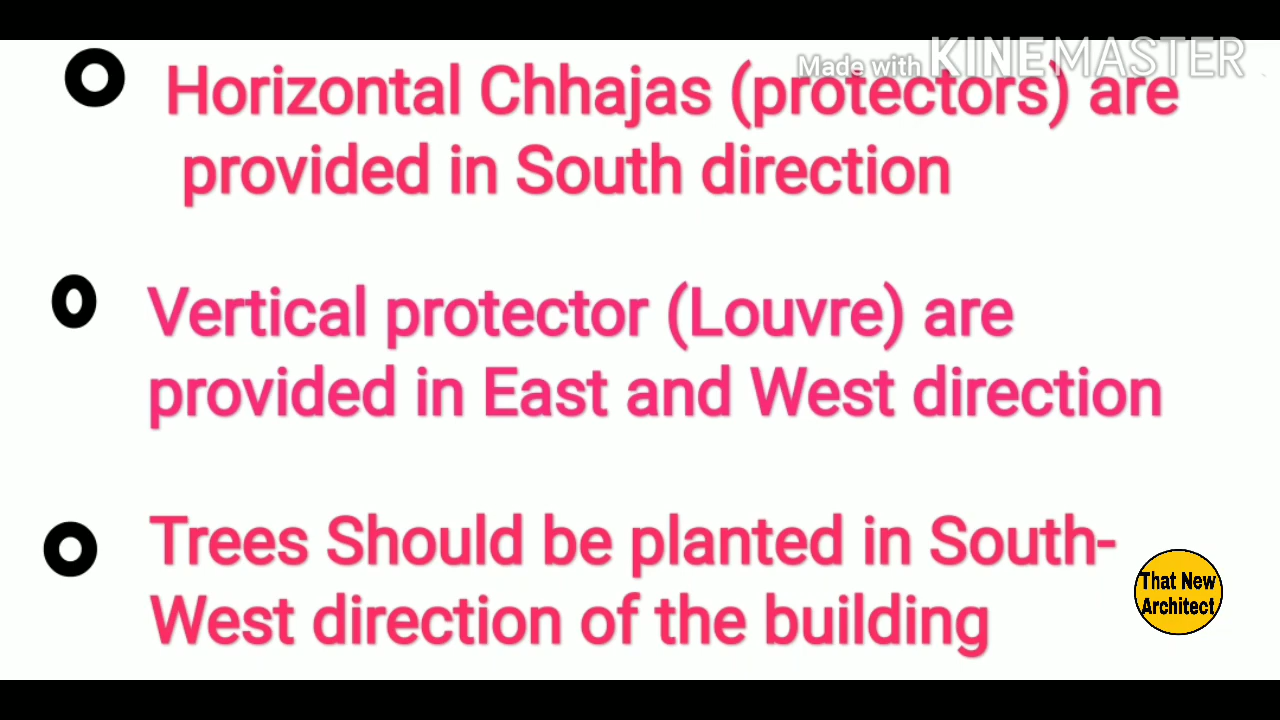 Made with KINEMASTER
Horizontal Chhajas (protectors) are
provided in South direction
Vertical protector (Louvre) are
provided in East and West direction
Trees Should be planted in South-
West direction of the building
That New
Architect